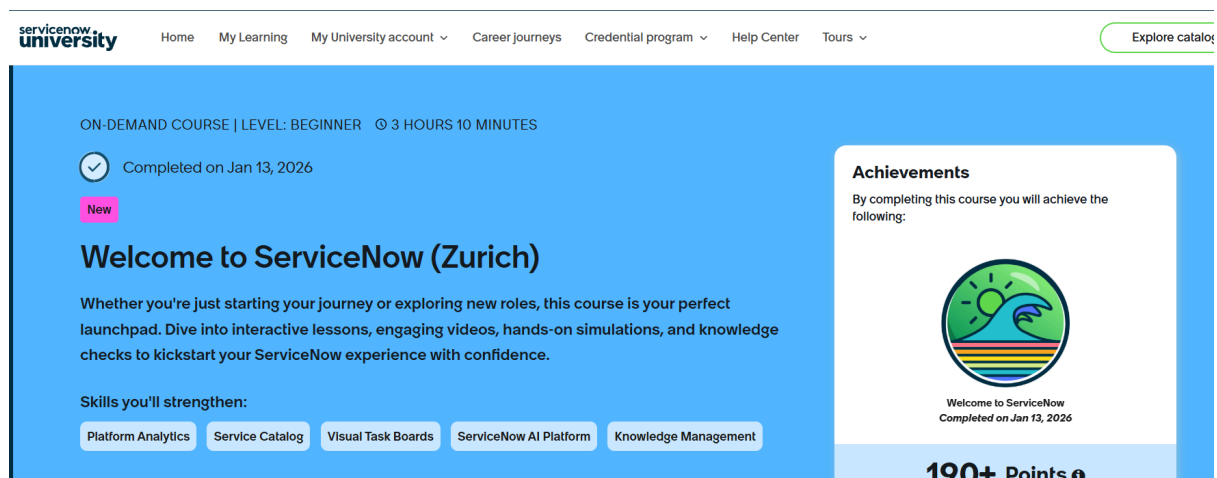 servicenow
university
Home My Learning My University account Career journeys Credential program Help Center Tours Explore catalog
ON-DEMAND COURSE | LEVEL: BEGINNER 3 HOURS 10 MINUTES
Completed on Jan 13, 2026
New
Welcome to ServiceNow (Zurich)
Whether you're just starting your journey or exploring new roles, this course is your perfect
launchpad. Dive into interactive lessons, engaging videos, hands-on simulations, and knowledge
checks to kickstart your ServiceNow experience with confidence.
Skills you'll strengthen:
Platform Analytics Service Catalog Visual Task Boards ServiceNow AI Platform Knowledge Management
Achievements
By completing this course you will achieve the
following:
Welcome to ServiceNow
Completed on Jan 13, 2026
190+ Points